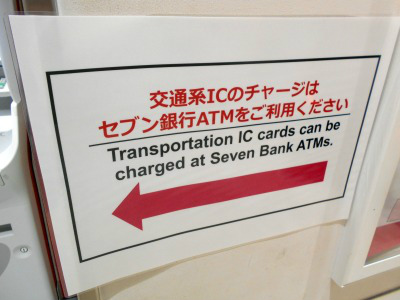 交通系ICのチャージは
セブン銀行ATMをご利用ください
Transportation IC cards can be
charged at Seven Bank ATMs.